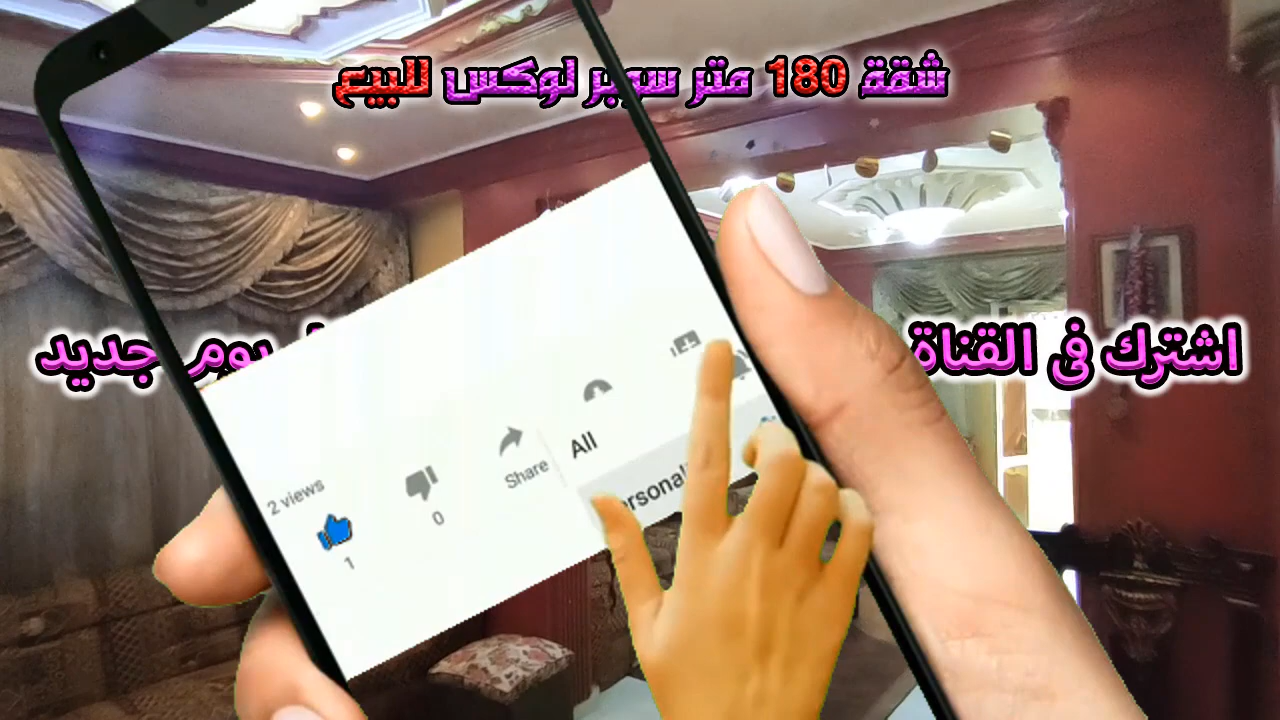 شقة 180 متر سوبر لوكس للبيع
اشترك فى القناة يوم جديد
2 views
1
0
Share
All